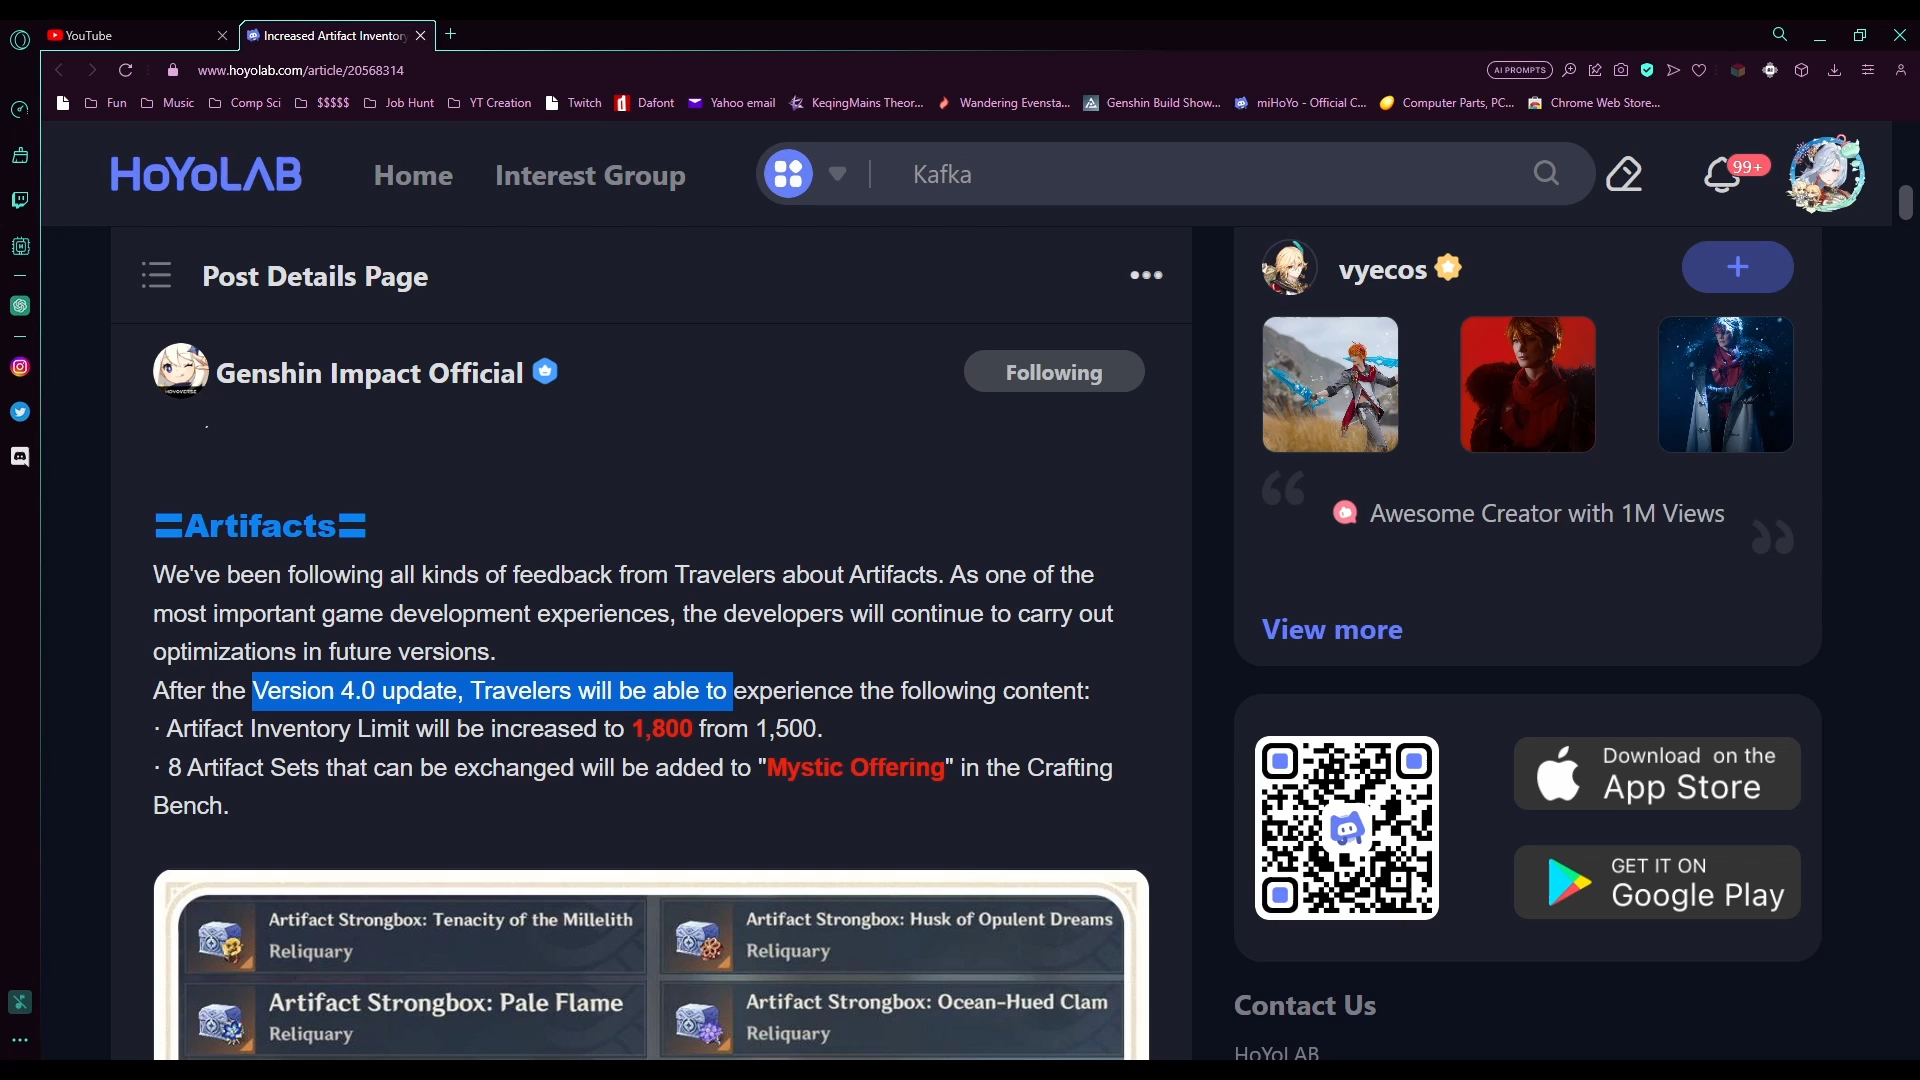 YouTube
Increased Artifact Inventory
www.hoyolab.com/article/20568314
AI PROMPTS
Fun
Music
Comp Sci
$$$$$
Job Hunt
YT Creation
Twitch
Dafont
Yahoo email
KeqingMains Theor...
Wandering Evensta...
Genshin Build Show...
miHoYo - Official C...
Computer Parts, PC...
Chrome Web Store...
HoYoLAB
Home
Interest Group
Kafka
99+
Post Details Page
Genshin Impact Official
Following
〓Artifacts〓
We've been following all kinds of feedback from Travelers about Artifacts. As one of the
most important game development experiences, the developers will continue to carry out
optimizations in future versions.
After the Version 4.0 update, Travelers will be able to experience the following content:
· Artifact Inventory Limit will be increased to 1,800 from 1,500.
· 8 Artifact Sets that can be exchanged will be added to "Mystic Offering" in the Crafting
Bench.
Artifact Strongbox: Tenacity of the Millelith
Reliquary
Artifact Strongbox: Husk of Opulent Dreams
Reliquary
Artifact Strongbox: Pale Flame
Reliquary
Artifact Strongbox: Ocean-Hued Clam
Reliquary
vyecos
Awesome Creator with 1M Views
View more
Download on the
App Store
GET IT ON
Google Play
Contact Us
HoYoLAB